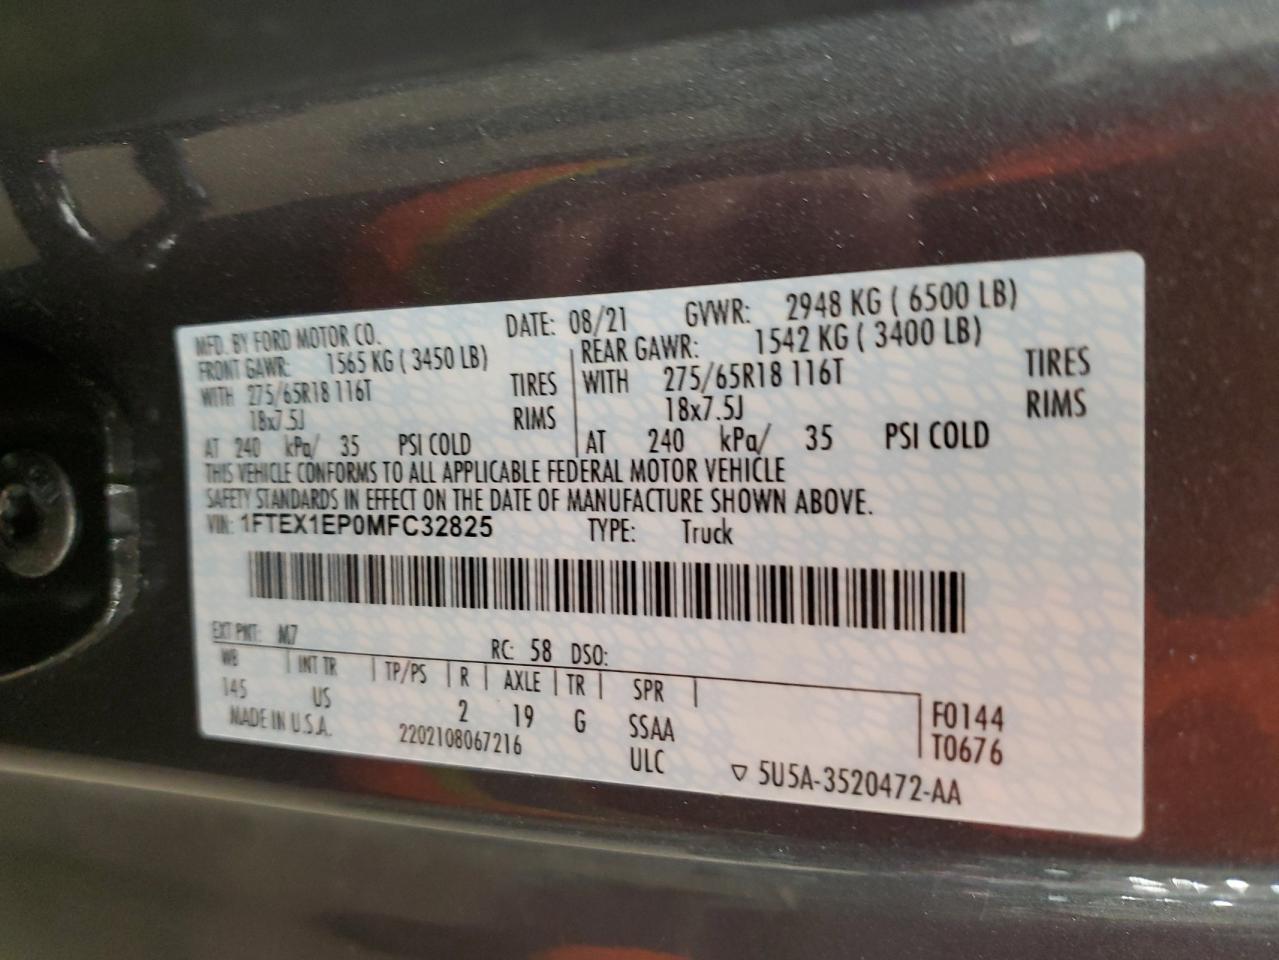 MFD. BY FORD MOTOR CO. DATE: 08/21 GVWR: 2948 KG ( 6500 LB)
FRONT GAWR: 1565 KG ( 3450 LB) REAR GAWR: 1542 KG ( 3400 LB)
WITH 275/65R18 116T TIRES WITH 275/65R18 116T TIRES
18x7.5J RIMS 18x7.5J RIMS
AT 240 kPa/ 35 PSI COLD AT 240 kPa/ 35 PSI COLD
THIS VEHICLE CONFORMS TO ALL APPLICABLE FEDERAL MOTOR VEHICLE
SAFETY STANDARDS IN EFFECT ON THE DATE OF MANUFACTURE SHOWN ABOVE.
VIN: 1FTEX1EP0MFC32825 TYPE: Truck
EXT PNT: M7 RC: 58 DSO:
WB INT TR TP/PS R AXLE TR SPR
145 US 2 19 G SSAA F0144
MADE IN U.S.A. 2202108067216 ULC T0676
▽ 5U5A-3520472-AA